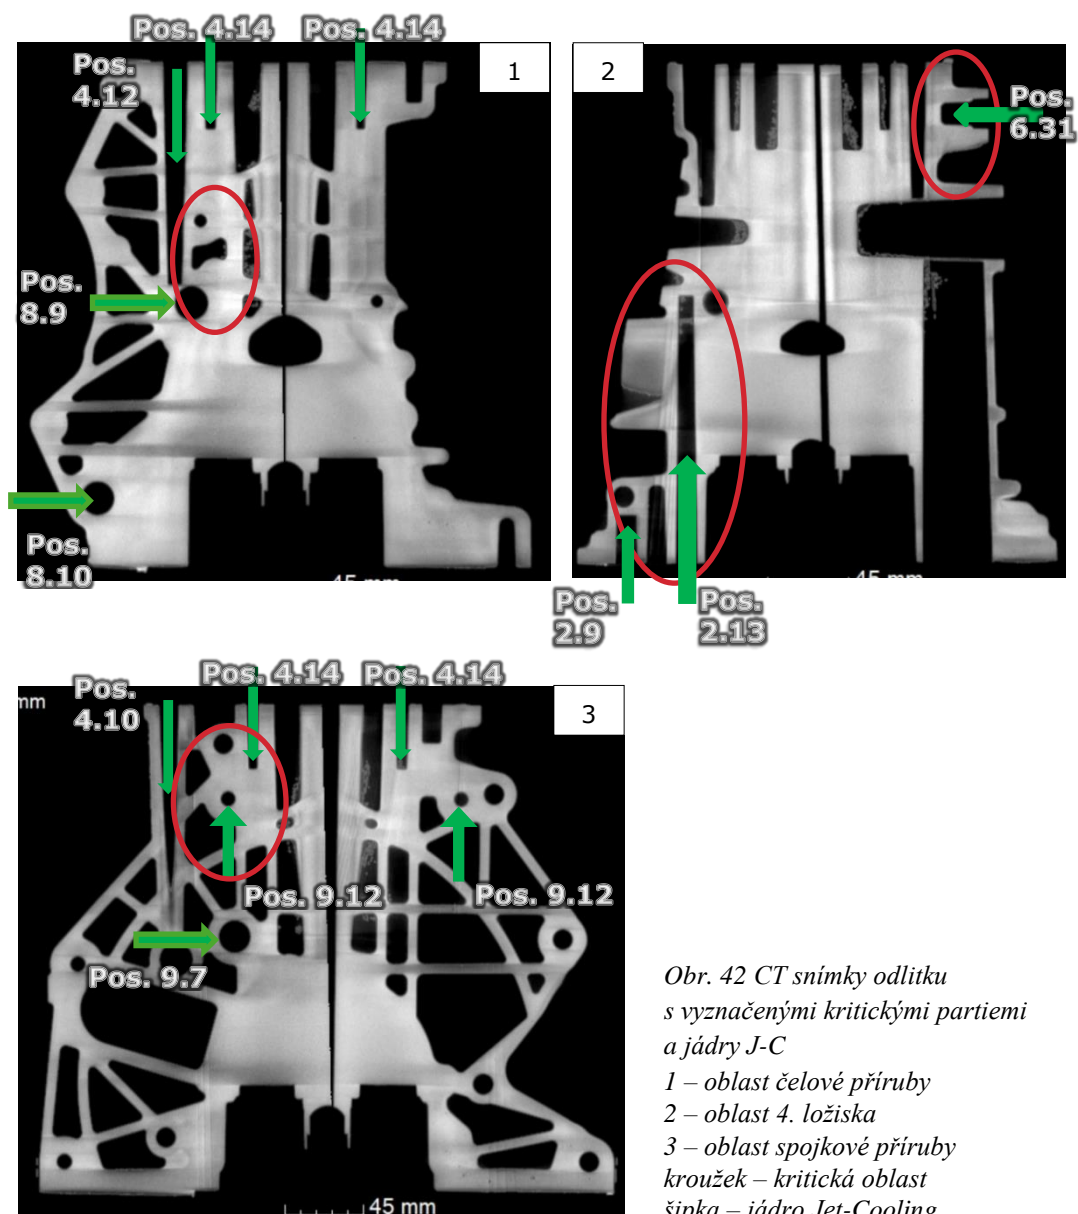 Pos. 4.14
Pos. 4.14
Pos.
4.12
1
2
Pos.
6.31
Pos.
8.9
Pos.
8.10
45 mm
45 mm
Pos.
2.9
Pos.
2.13
Pos. 4.14
Pos. 4.14
mm
Pos.
4.10
3
Pos. 9.12
Pos. 9.12
Pos. 9.7
45 mm
Obr. 42 CT snímky odlitku
s vyznačenými kritickými partiemi
a jádry J-C
1 – oblast čelové příruby
2 – oblast 4. ložiska
3 – oblast spojkové příruby
kroužek – kritická oblast
šipka – jádro Jet-Cooling